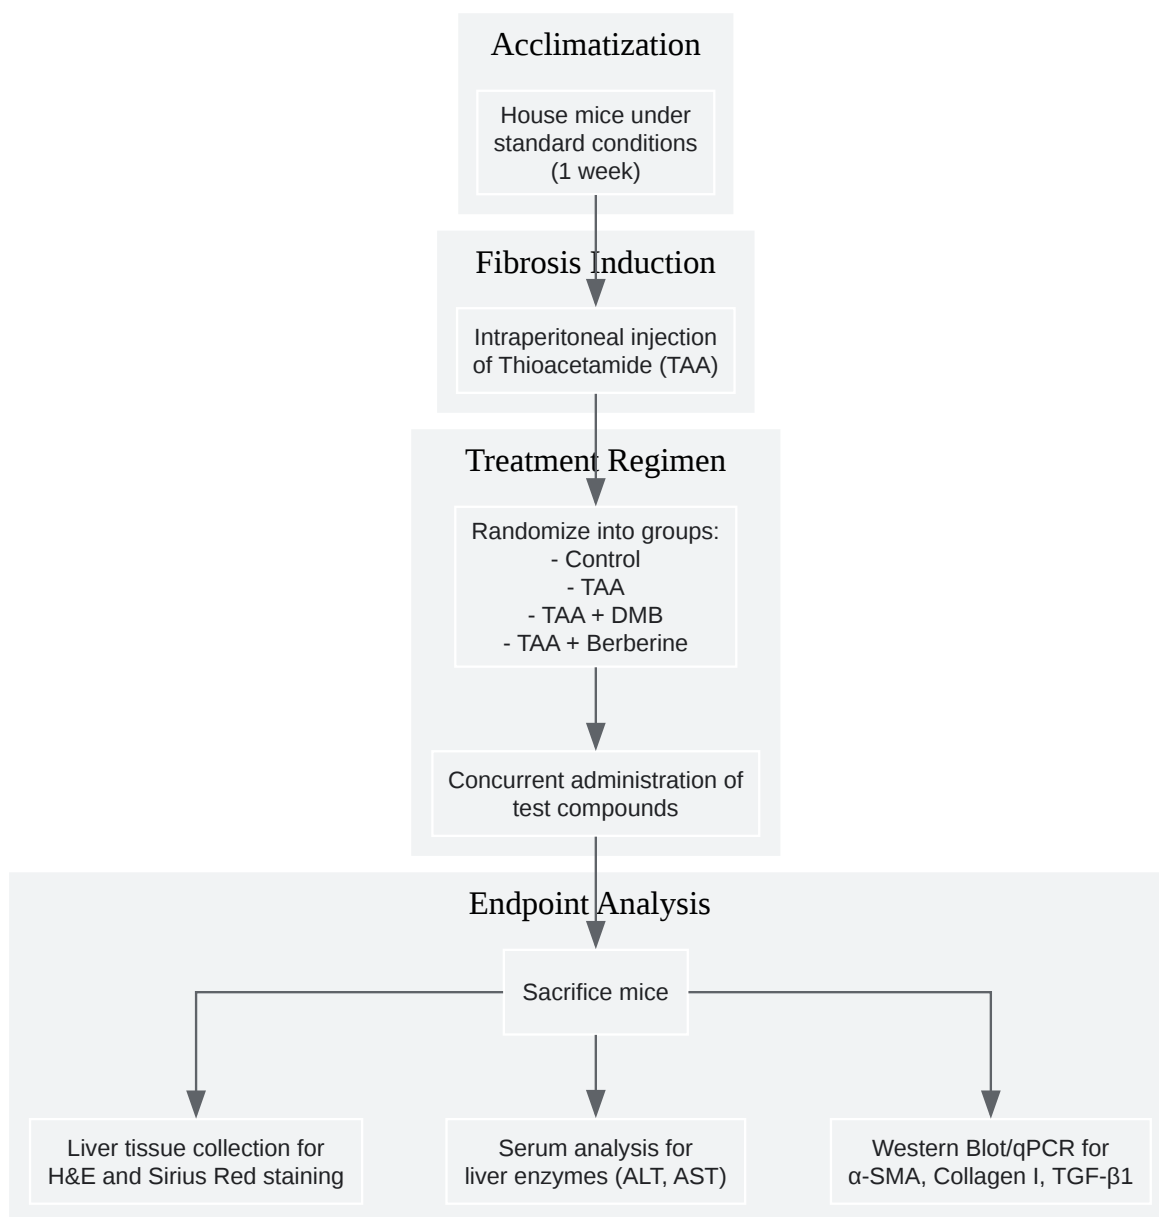 Acclimatization
House mice under
standard conditions
(1 week)
Fibrosis Induction
Intraperitoneal injection
of Thioacetamide (TAA)
Treatment Regimen
Randomize into groups:
- Control
- TAA
- TAA + DMB
- TAA + Berberine
Concurrent administration of
test compounds
Endpoint Analysis
Sacrifice mice
Liver tissue collection for
H&E and Sirius Red staining
Serum analysis for
liver enzymes (ALT, AST)
Western Blot/qPCR for
α-SMA, Collagen I, TGF-β1